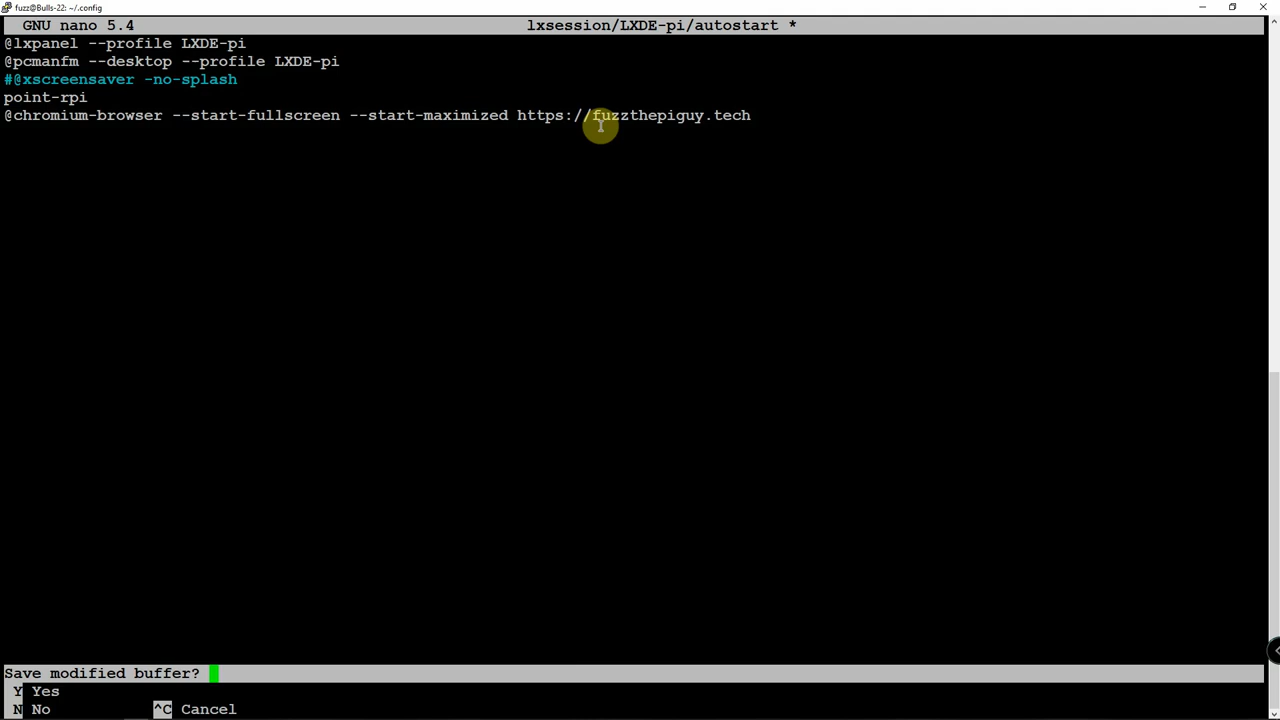 fuzz@Bulls-22: ~/.config
GNU nano 5.4 lxsession/LXDE-pi/autostart *
@lxpanel --profile LXDE-pi
@pcmanfm --desktop --profile LXDE-pi
#@xscreensaver -no-splash
point-rpi
@chromium-browser --start-fullscreen --start-maximized https://fuzzthepiguy.tech
Save modified buffer?
Y Yes
N No ^C Cancel